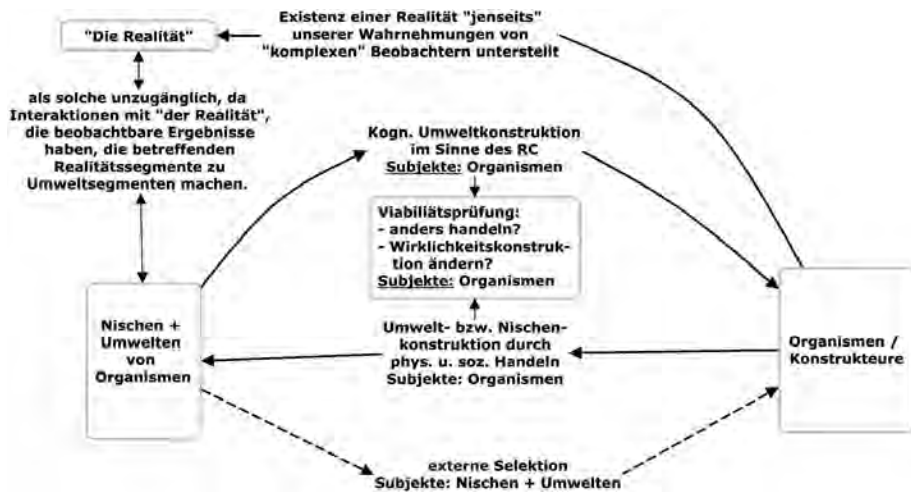 Existenz einer Realität "jenseits"
unserer Wahrnehmungen von
"komplexen" Beobachtern unterstellt
"Die Realität"
als solche unzugänglich, da
Interaktionen mit "der Realität",
die beobachtbare Ergebnisse
haben, die betreffenden
Realitätssegmente zu
Umweltsegmenten machen.
Kogn. Umweltkonstruktion
im Sinne des RC
Subjekte: Organismen
Viabiliätsprüfung:
- anders handeln?
- Wirklichkeitskonstruk-
tion ändern?
Subjekte: Organismen
Nischen +
Umwelten
von
Organismen
Umwelt- bzw. Nischen-
konstruktion durch
phys. u. soz. Handeln
Subjekte: Organismen
Organismen /
Konstrukteure
externe Selektion
Subjekte: Nischen + Umwelten